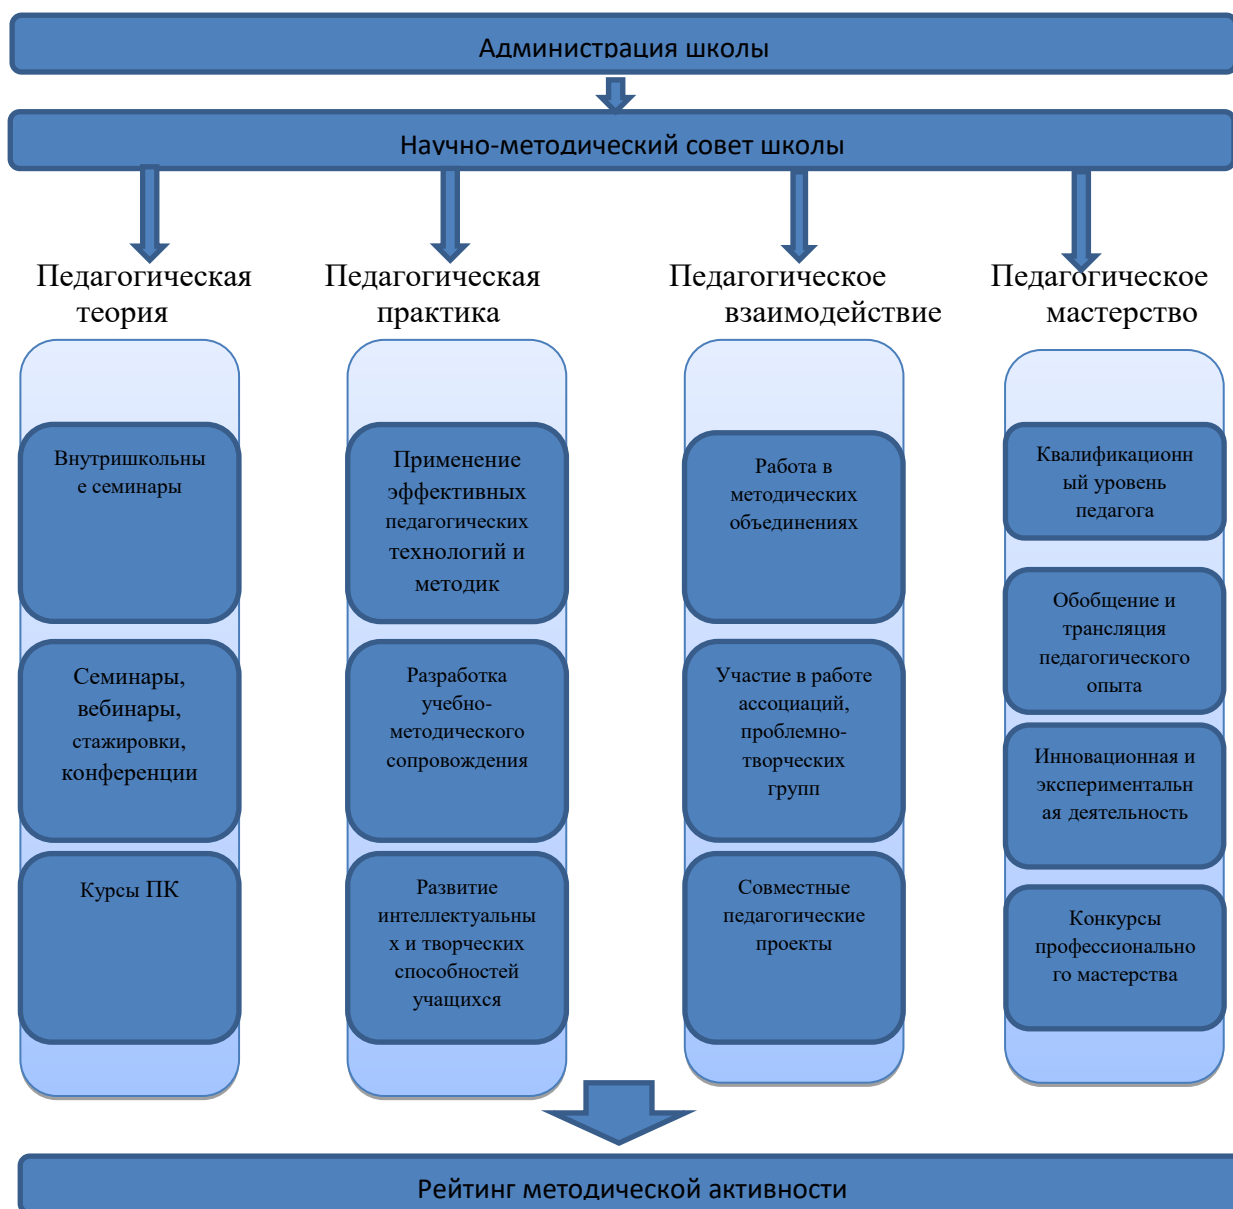 Администрация школы
Научно-методический совет школы
Педагогическая
теория
Педагогическая
практика
Педагогическое
взаимодействие
Педагогическое
мастерство
Внутришкольны
е семинары
Семинары,
вебинары,
стажировки,
конференции
Курсы ПК
Применение
эффективных
педагогических
технологий и
методик
Разработка
учебно-
методического
сопровождения
Развитие
интеллектуальны
х и творческих
способностей
учащихся
Работа в
методических
объединениях
Участие в работе
ассоциаций,
проблемно-
творческих
групп
Совместные
педагогические
проекты
Квалификационн
ый уровень
педагога
Обобщение и
трансляция
педагогического
опыта
Инновационная и
экспериментальн
ая деятельность
Конкурсы
профессионально
го мастерства
Рейтинг методической активности